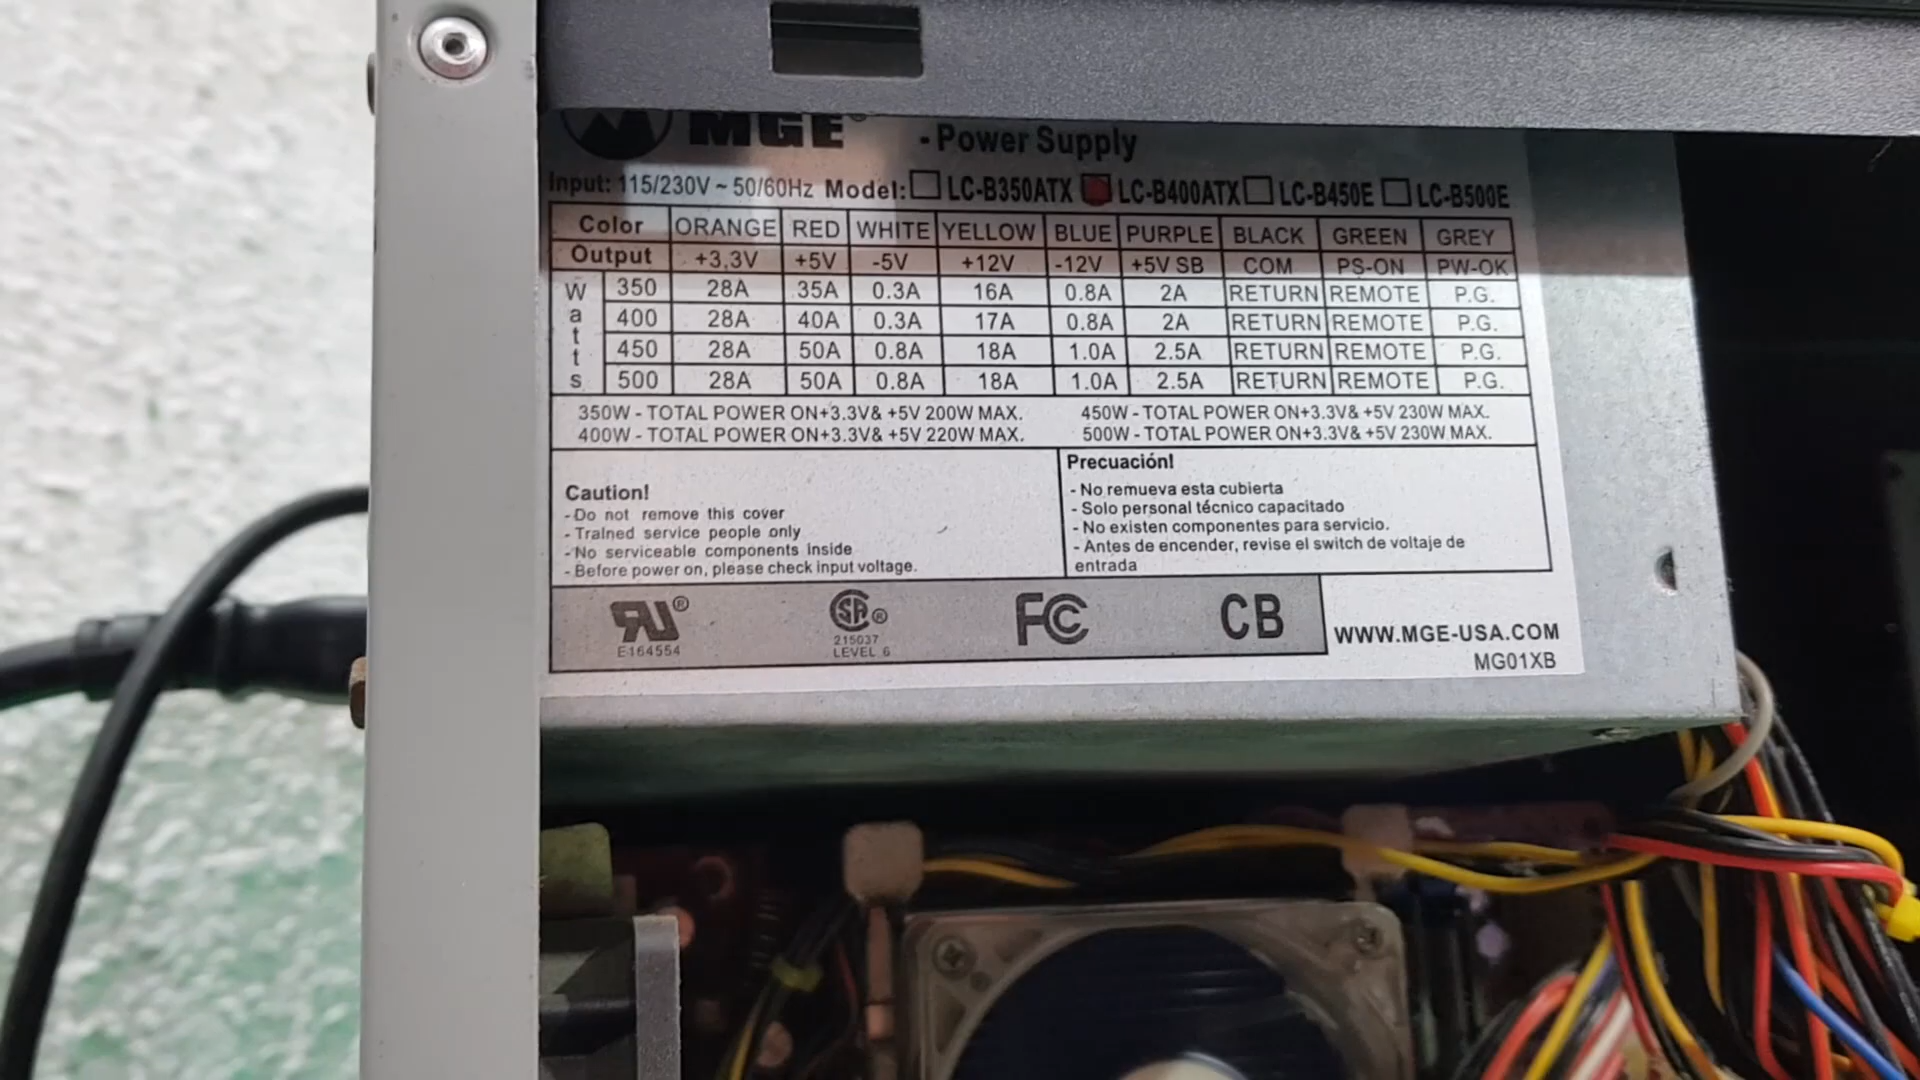 MGE® - Power Supply
Input: 115/230V ~ 50/60Hz Model: LC-B350ATX LC-B400ATX LC-B450E LC-B500E
Color ORANGE RED WHITE YELLOW BLUE PURPLE BLACK GREEN GREY
Output +3.3V +5V -5V +12V -12V +5V SB COM PS-ON PW-OK
Watts
350 28A 35A 0.3A 16A 0.8A 2A RETURN REMOTE P.G.
400 28A 40A 0.3A 17A 0.8A 2A RETURN REMOTE P.G.
450 28A 50A 0.8A 18A 1.0A 2.5A RETURN REMOTE P.G.
500 28A 50A 0.8A 18A 1.0A 2.5A RETURN REMOTE P.G.
350W - TOTAL POWER ON+3.3V& +5V 200W MAX. 450W - TOTAL POWER ON+3.3V& +5V 230W MAX.
400W - TOTAL POWER ON+3.3V& +5V 220W MAX. 500W - TOTAL POWER ON+3.3V& +5V 230W MAX.
Caution!
- Do not remove this cover
- Trained service people only
- No serviceable components inside
- Before power on, please check input voltage.
Precuación!
- No remueva esta cubierta
- Solo personal técnico capacitado
- No existen componentes para servicio.
- Antes de encender, revise el switch de voltaje de
entrada
RU® SA® FC CB
E164554 215037
LEVEL 6
WWW.MGE-USA.COM
MG01XB